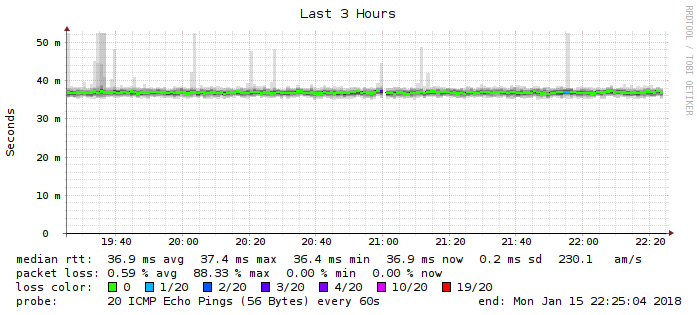 Last 3 Hours
RRDTOOL / TOBI OETIKER
Seconds
50 m
40 m
30 m
20 m
10 m
0
19:40 20:00 20:20 20:40 21:00 21:20 21:40 22:00 22:20
median rtt: 36.9 ms avg 37.4 ms max 36.4 ms min 36.9 ms now 0.2 ms sd 230.1 am/s
packet loss: 0.59 % avg 88.33 % max 0.00 % min 0.00 % now
loss color: 0 1/20 2/20 3/20 4/20 10/20 19/20
probe: 20 ICMP Echo Pings (56 Bytes) every 60s end: Mon Jan 15 22:25:04 2018